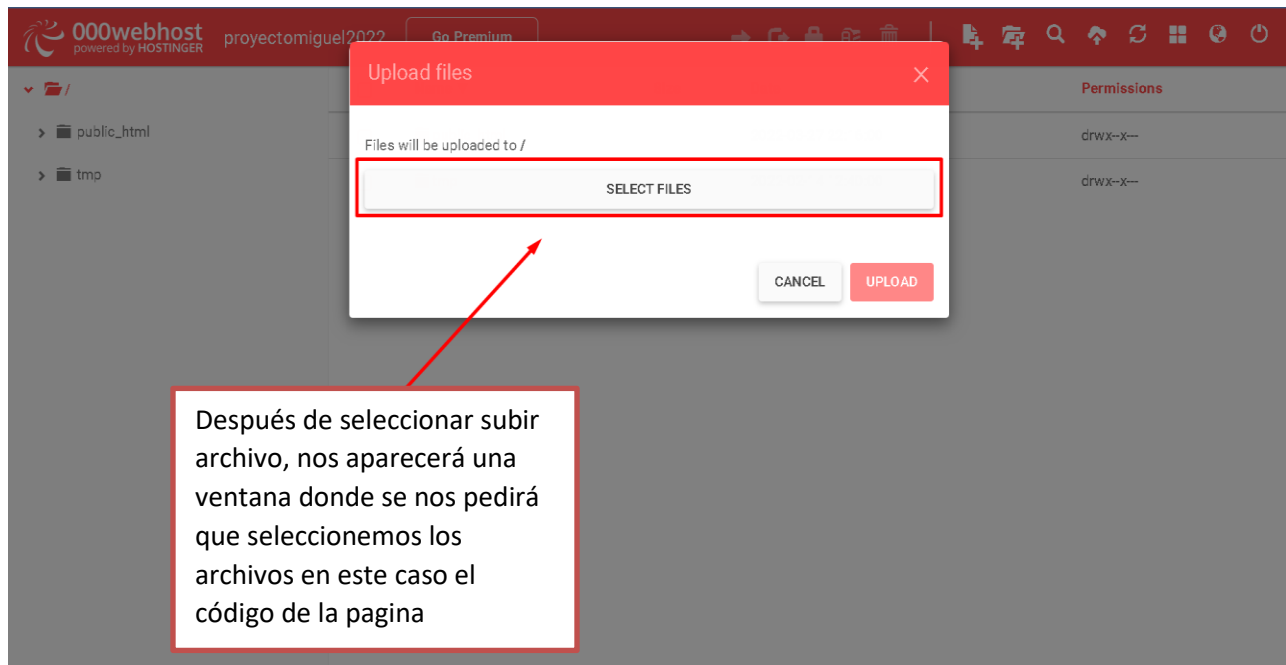 000webhost
powered by HOSTINGER
proyectomiguel2022
Go Premium
Upload files
/
Permissions
public_html
drwx--x---
Files will be uploaded to /
tmp
SELECT FILES
drwx--x---
CANCEL
UPLOAD
Después de seleccionar subir
archivo, nos aparecerá una
ventana donde se nos pedirá
que seleccionemos los
archivos en este caso el
código de la pagina